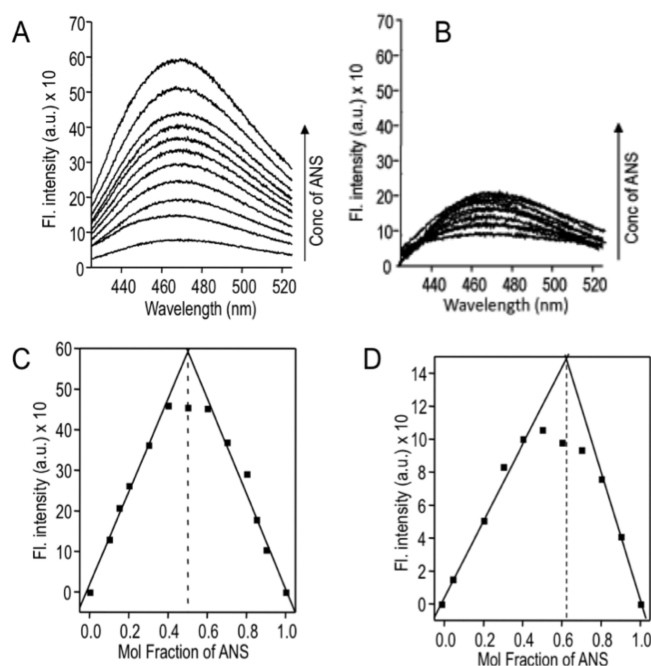 A
Fl. intensity (a.u.) x 10
70
60
50
40
30
20
10
0
440 460 480 500 520
Wavelength (nm)
Conc of ANS
B
Fl. intensity (a.u.) x 10
70
60
50
40
30
20
10
0
440 460 480 500 520
Wavelength (nm)
Conc of ANS
C
Fl. intensity (a.u.) x 10
60
50
40
30
20
10
0
0.0 0.2 0.4 0.6 0.8 1.0
Mol Fraction of ANS
D
Fl. intensity (a.u.) x 10
14
12
10
8
6
4
2
0
0.0 0.2 0.4 0.6 0.8 1.0
Mol Fraction of ANS